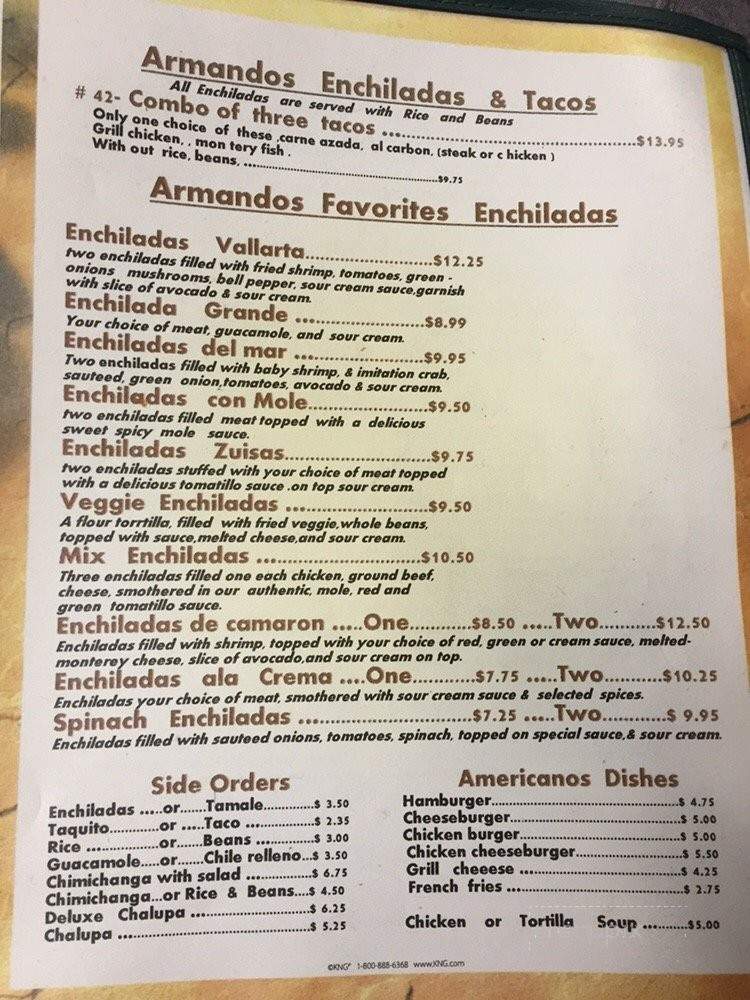 Armandos Enchiladas & Tacos
All Enchiladas are served with Rice and Beans
# 42- Combo of three tacos ..............................................$13.95
Only one choice of these ,carne azada, al carbon, (steak or c hicken )
Grill chicken, , mon tery fish .
With out rice, beans, .....................................................$9.75
Armandos Favorites Enchiladas
Enchiladas Vallarta..........................$12.25
two enchiladas filled with fried shrimp, tomatoes, green -
onions mushrooms, bell pepper, sour cream sauce,garnish
with slice of avocado & sour cream.
Enchilada Grande ..........................$8.99
Your choice of meat, guacamole, and sour cream.
Enchiladas del mar ..........................$9.95
Two enchiladas filled with baby shrimp, & imitation crab,
sauteed, green onion,tomatoes, avocado & sour cream.
Enchiladas con Mole..........................$9.50
two enchiladas filled meat topped with a delicious
sweet spicy mole sauce.
Enchiladas Zuisas..............................$9.75
two enchiladas stuffed with your choice of meat topped
with a delicious tomatillo sauce .on top sour cream.
Veggie Enchiladas ..............................$9.50
A flour torrtilla, filled with fried veggie,whole beans,
topped with sauce,melted cheese,and sour cream.
Mix Enchiladas ..................................$10.50
Three enchiladas filled one each chicken, ground beef,
cheese, smothered in our authentic, mole, red and
green tomatillo sauce.
Enchiladas de camaron .....One............$8.50 .....Two...........$12.50
Enchiladas filled with shrimp, topped with your choice of red, green or cream sauce, melted-
monterey cheese, slice of avocado,and sour cream on top.
Enchiladas ala Crema ....One............$7.75 .....Two...........$10.25
Enchiladas your choice of meat, smothered with sour cream sauce & selected spices.
Spinach Enchiladas ..................................$7.25 .....Two............$ 9.95
Enchiladas filled with sauteed onions, tomatoes, spinach, topped on special sauce,& sour cream.
Side Orders
Enchiladas .....or......Tamale.............$ 3.50
Taquito............or .....Taco .................$ 2.35
Rice ..................or......Beans ..............$ 3.00
Guacamole....or......Chile relleno...$ 3.50
Chimichanga with salad ...................$ 6.75
Chimichanga...or Rice & Beans....$ 4.50
Deluxe Chalupa ..............................$ 6.25
Chalupa ..............................................$ 5.25
Americanos Dishes
Hamburger..............................................$ 4.75
Cheeseburger..........................................$ 5.00
Chicken burger.......................................$ 5.00
Chicken cheeseburger..........................$ 5.50
Grill cheeese .........................................$ 4.25
French fries ............................................$ 2.75
Chicken or Tortilla Soup ...........$5.00
©KNG® 1-800-888-6368 www.KNG.com